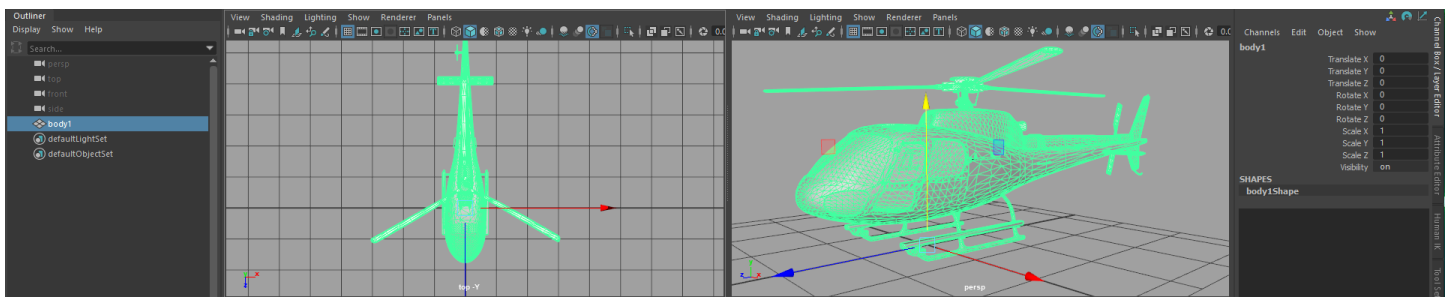 Outliner
Display Show Help
Search...
persp
top
front
side
body1
defaultLightSet
defaultObjectSet
View Shading Lighting Show Renderer Panels
0.0
x
top -Y
View Shading Lighting Show Renderer Panels
0.0
z x
persp
Channels Edit Object Show
body1
Translate X 0
Translate Y 0
Translate Z 0
Rotate X 0
Rotate Y 0
Rotate Z 0
Scale X 1
Scale Y 1
Scale Z 1
Visibility on
SHAPES
body1Shape
Channel Box / Layer Editor
Attribute Editor
Human IK
Tool Se